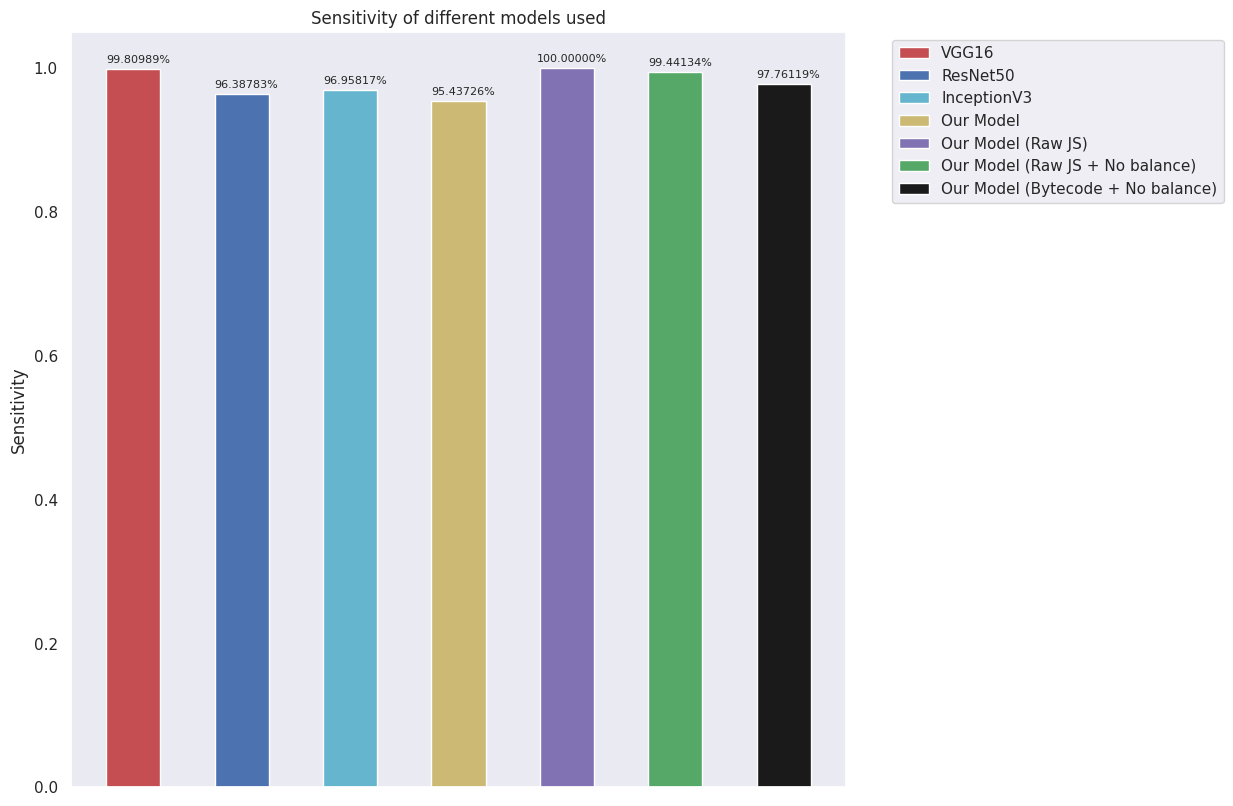 Sensitivity of different models used
99.80989%
96.38783%
96.95817%
95.43726%
100.00000%
99.44134%
97.76119%
1.0
0.8
0.6
0.4
0.2
0.0
Sensitivity
VGG16
ResNet50
InceptionV3
Our Model
Our Model (Raw JS)
Our Model (Raw JS + No balance)
Our Model (Bytecode + No balance)